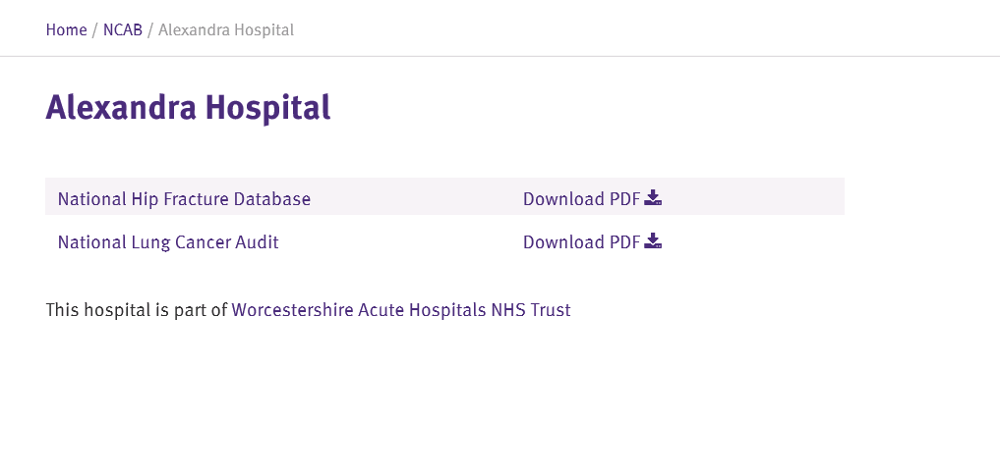 Home / NCAB / Alexandra Hospital
Alexandra Hospital
National Hip Fracture Database Download PDF
National Lung Cancer Audit Download PDF
This hospital is part of Worcestershire Acute Hospitals NHS Trust